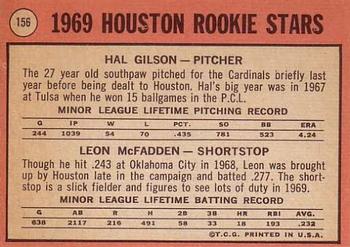 156
1969 HOUSTON ROOKIE STARS
HAL GILSON—PITCHER
The 27 year old southpaw pitched for the Cardinals briefly last
year before being dealt to Houston. Hal's big year was in 1967
at Tulsa when he won 15 ballgames in the P.C.L.
MINOR LEAGUE LIFETIME PITCHING RECORD
G IP W L PCT. SO BB ERA
244 1039 54 70 .435 781 523 4.24
LEON McFADDEN—SHORTSTOP
Though he hit .243 at Oklahoma City in 1968, Leon was brought
up by Houston late in the campaign and batted .277. The short-
stop is a slick fielder and figures to see lots of duty in 1969.
MINOR LEAGUE LIFETIME BATTING RECORD
G AB R H 2B 3B HR RBI AVG.
638 2117 216 491 58 33 18 193 .232
©T.C.G. PRINTED IN U.S.A.